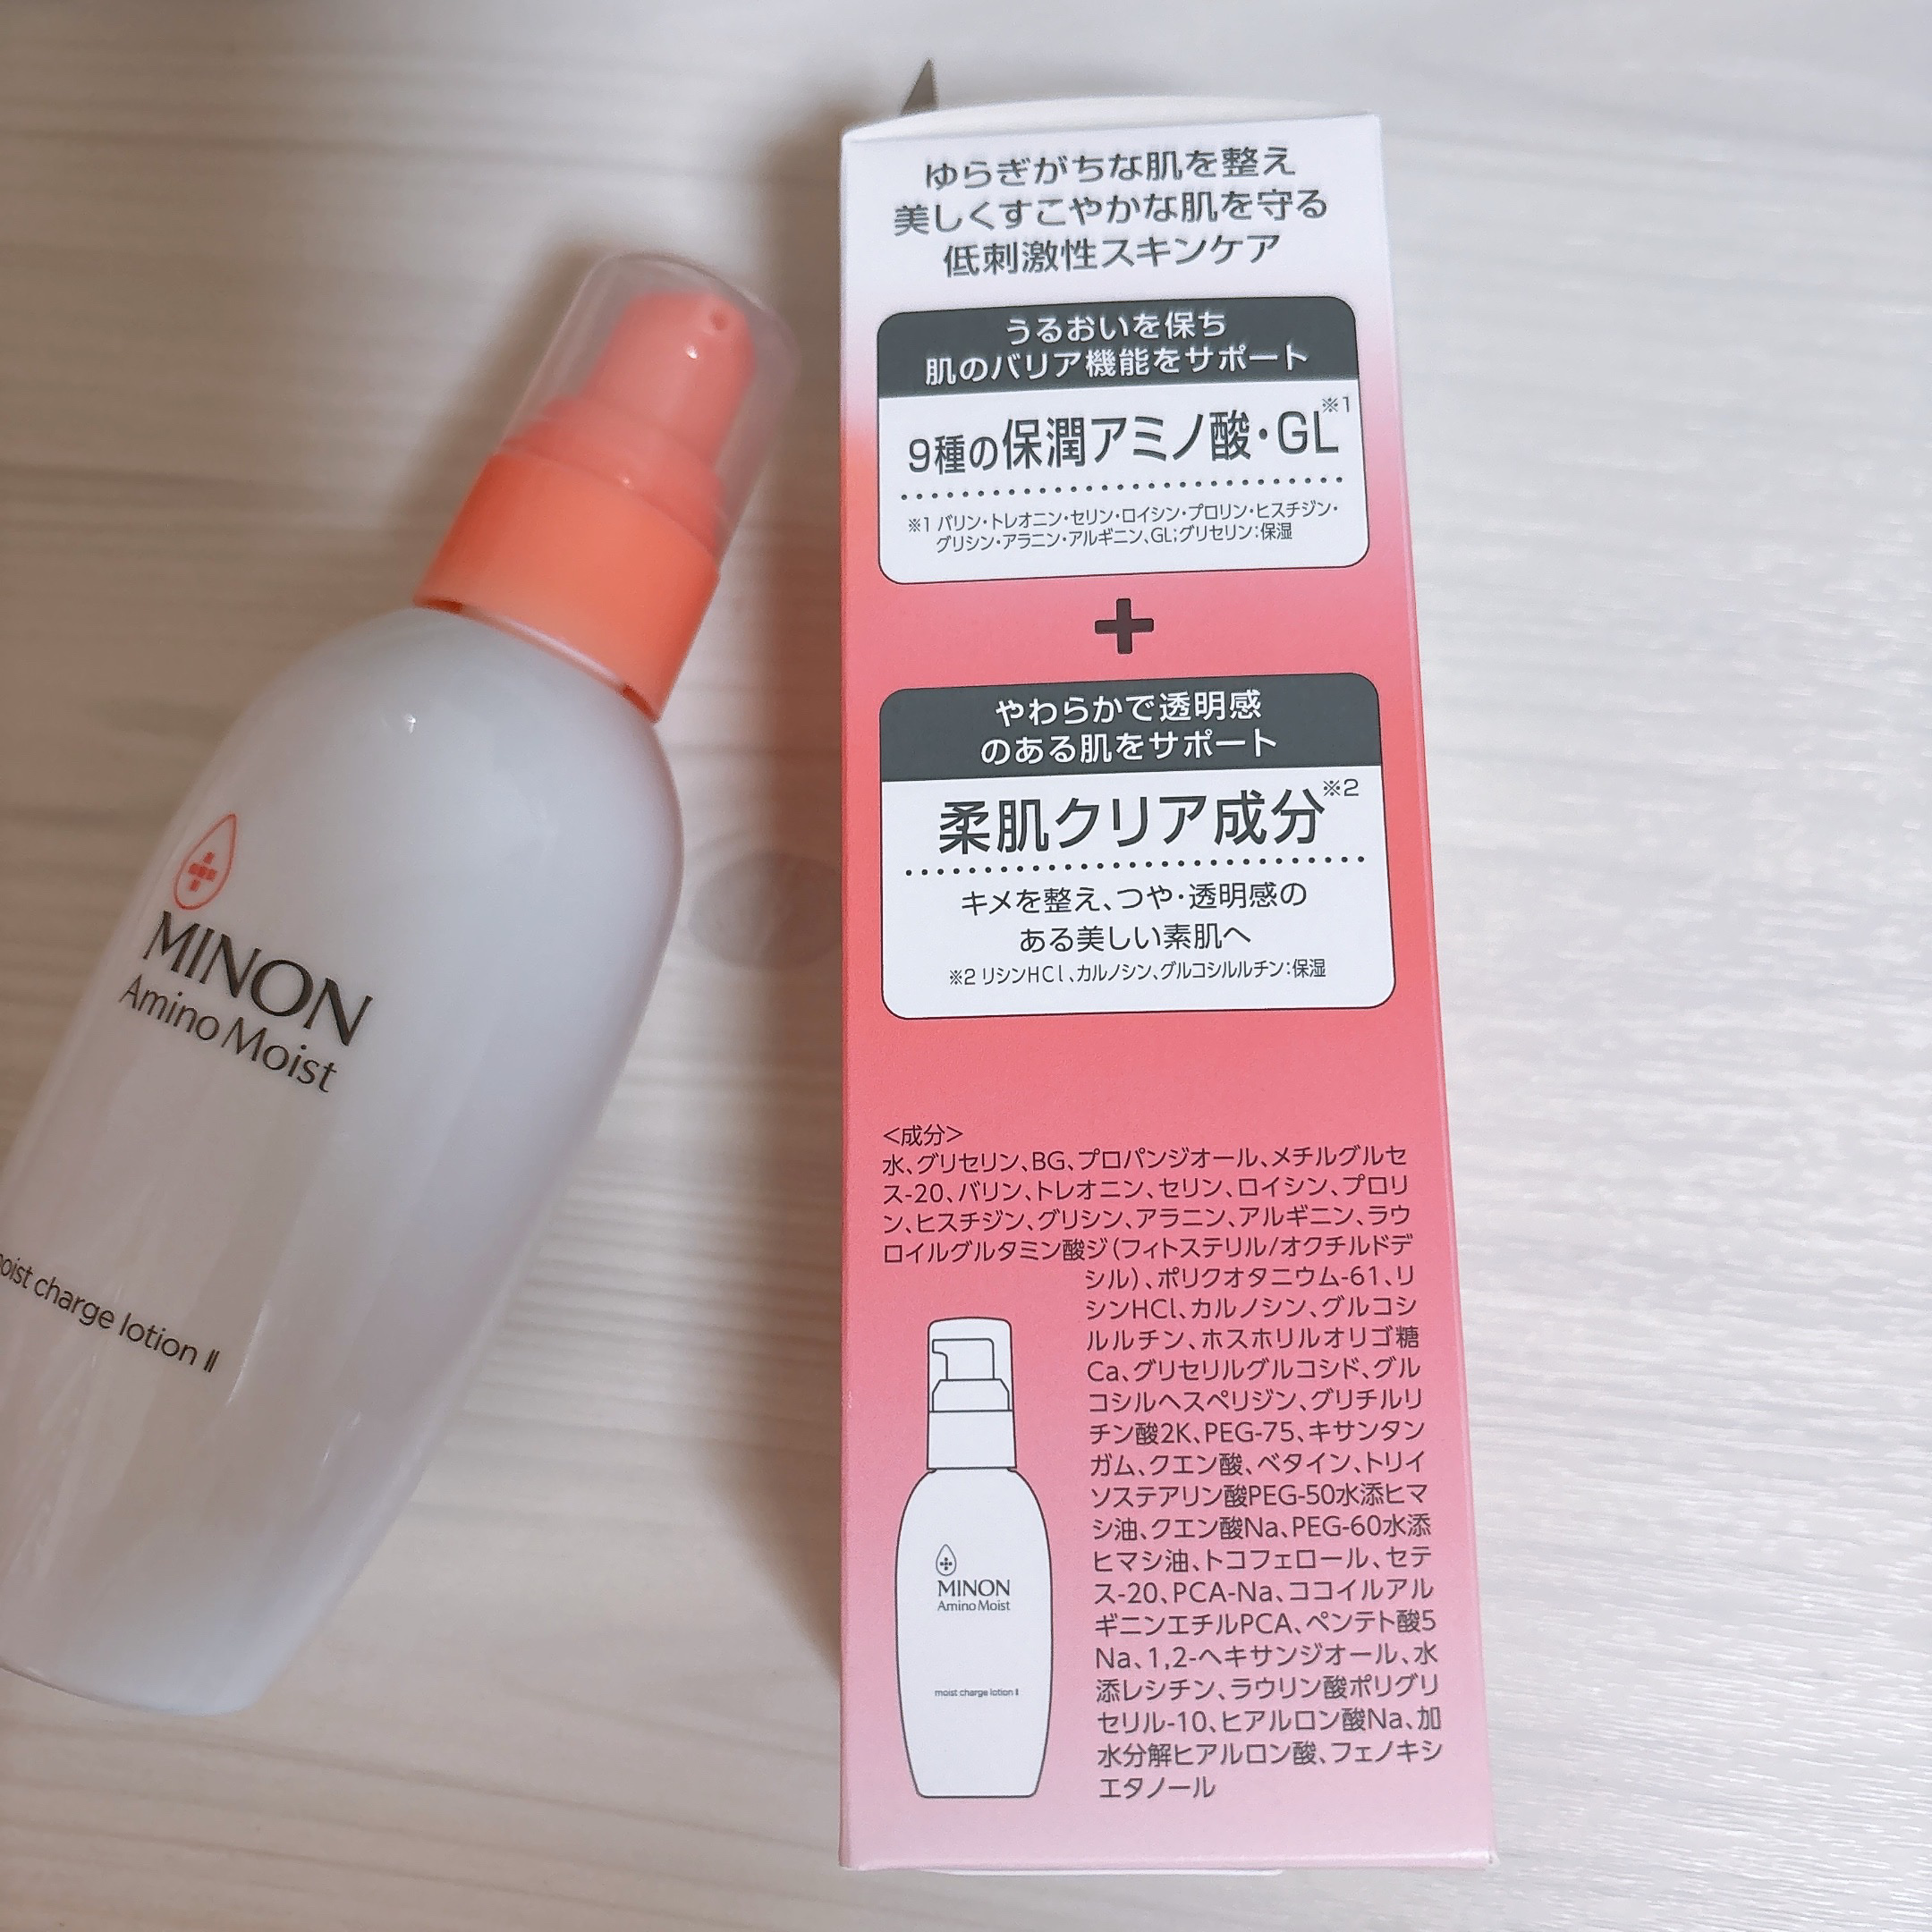 MINON
Amino Moist
moist charge lotion Ⅱ
ゆらぎがちな肌を整え
美しくすこやかな肌を守る
低刺激性スキンケア
うるおいを保ち
肌のバリア機能をサポート
9種の保潤アミノ酸・GL※1
※1 バリン・トレオニン・セリン・ロイシン・プロリン・ヒスチジン・
グリシン・アラニン・アルギニン、GL;グリセリン:保湿
+
やわらかで透明感
のある肌をサポート
柔肌クリア成分※2
キメを整え、つや・透明感の
ある美しい素肌へ
※2 リシンHCl、カルノシン、グルコシルルチン:保湿
<成分>
水、グリセリン、BG、プロパンジオール、メチルグルセ
ス-20、バリン、トレオニン、セリン、ロイシン、プロリ
ン、ヒスチジン、グリシン、アラニン、アルギニン、ラウ
ロイルグルタミン酸ジ(フィトステリル/オクチルドデ
シル)、ポリクオタニウム-61、リ
シンHCl、カルノシン、グルコシ
ルルチン、ホスホリルオリゴ糖
Ca、グリセリルグルコシド、グル
コシルヘスペリジン、グリチルリ
チン酸2K、PEG-75、キサンタン
ガム、クエン酸、ベタイン、トリイ
ソステアリン酸PEG-50水添ヒマ
シ油、クエン酸Na、PEG-60水添
ヒマシ油、トコフェロール、セテ
ス-20、PCA-Na、ココイルアル
ギニンエチルPCA、ペンテト酸5
Na、1,2-ヘキサンジオール、水
添レシチン、ラウリン酸ポリグリ
セリル-10、ヒアルロン酸Na、加
水分解ヒアルロン酸、フェノキシ
エタノール
MINON
Amino Moist
moist charge lotion Ⅱ